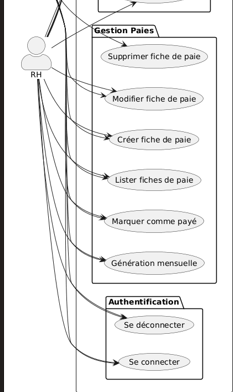 Gestion Paies
Supprimer fiche de paie
RH
Modifier fiche de paie
Créer fiche de paie
Lister fiches de paie
Marquer comme payé
Génération mensuelle
Authentification
Se déconnecter
Se connecter